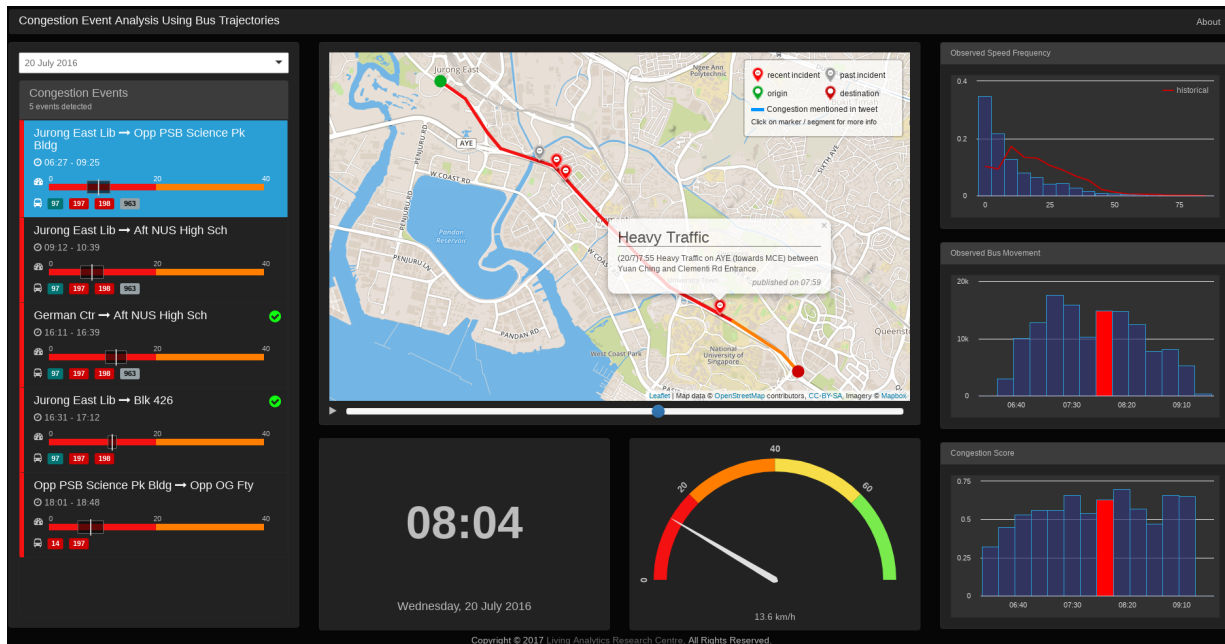 Congestion Event Analysis Using Bus Trajectories
About
20 July 2016
Congestion Events
5 events detected
Jurong East Lib → Opp PSB Science Pk
Bldg
06:27 - 09:25
0 20 40
97 197 198 963
Jurong East Lib → Aft NUS High Sch
09:12 - 10:39
0 20 40
97 197 198 963
German Ctr → Aft NUS High Sch
16:11 - 16:39
0 20 40
97 197 198 963
Jurong East Lib → Blk 426
16:31 - 17:12
0 20 40
97 197 198
Opp PSB Science Pk Bldg → Opp OG Fty
18:01 - 18:48
0 20 40
14 197
Jurong East
Ngee Ann
Polytechnic
recent incident
past incident
origin
destination
Congestion mentioned in tweet
Click on marker / segment for more info
SIXTH AVE
PENJURU RD
AYE
W.COAST RD
Pandan
Reservoir
PENJURU LN
W COAST
PANDAN RD
Heavy Traffic
×
(20/7)7:55 Heavy Traffic on AYE (towards MCE) between
Yuan Ching and Clementi Rd Entrance.
published on 07:59
West Coast Park
National
University of
Singapore
Queenst
Leaflet | Map data © OpenStreetMap contributors, CC-BY-SA, Imagery © Mapbox
08:04
Wednesday, 20 July 2016
0
20
40
60
13.6 km/h
Observed Speed Frequency
0.4
historical
0.2
0
0 25 50 75
Observed Bus Movement
20k
10k
0
06:40 07:30 08:20 09:10
Congestion Score
0.75
0.5
0.25
0
06:40 07:30 08:20 09:10
Copyright © 2017 Living Analytics Research Centre. All Rights Reserved.